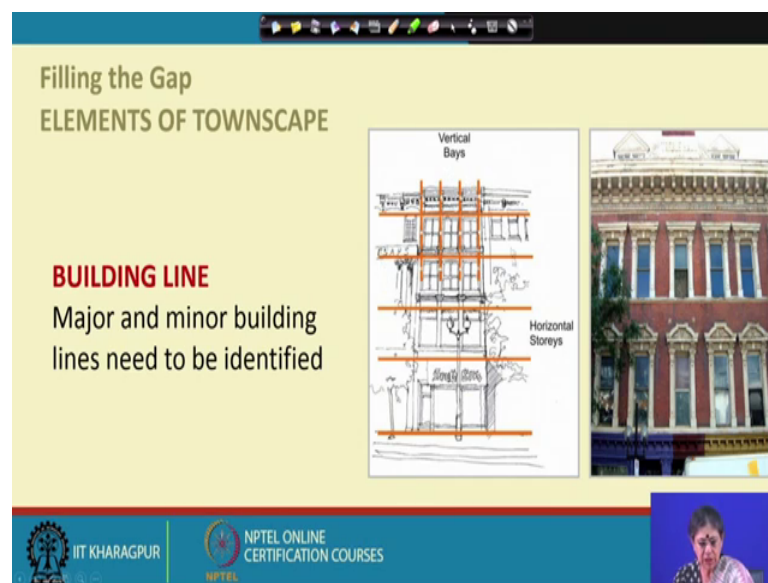 Filling the Gap
ELEMENTS OF TOWNSCAPE
BUILDING LINE
Major and minor building
lines need to be identified
Vertical
Bays
Horizontal
Storeys
IIT KHARAGPUR
NPTEL
NPTEL ONLINE
CERTIFICATION COURSES